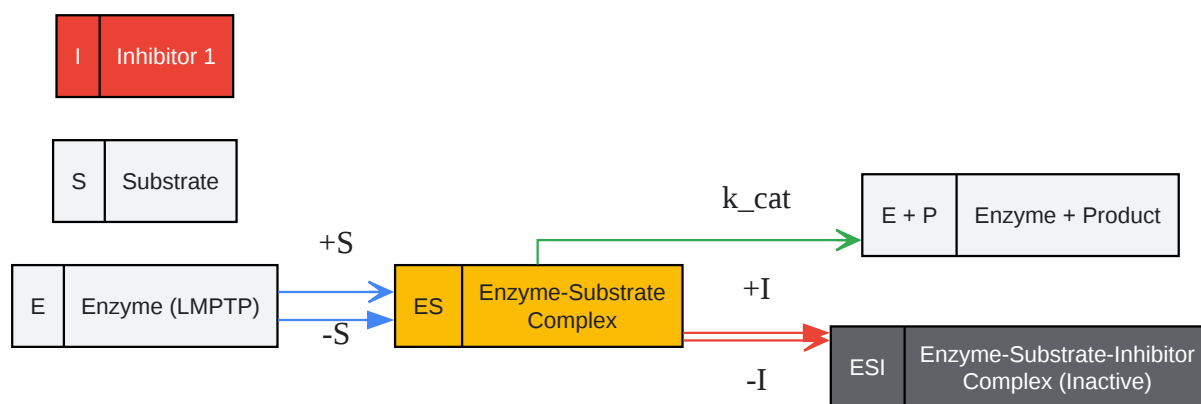 I
Inhibitor 1
S
Substrate
k_cat
E + P
Enzyme + Product
+S
E
Enzyme (LMPTP)
-S
ES
Enzyme-Substrate
Complex
+I
-I
ESI
Enzyme-Substrate-Inhibitor
Complex (Inactive)